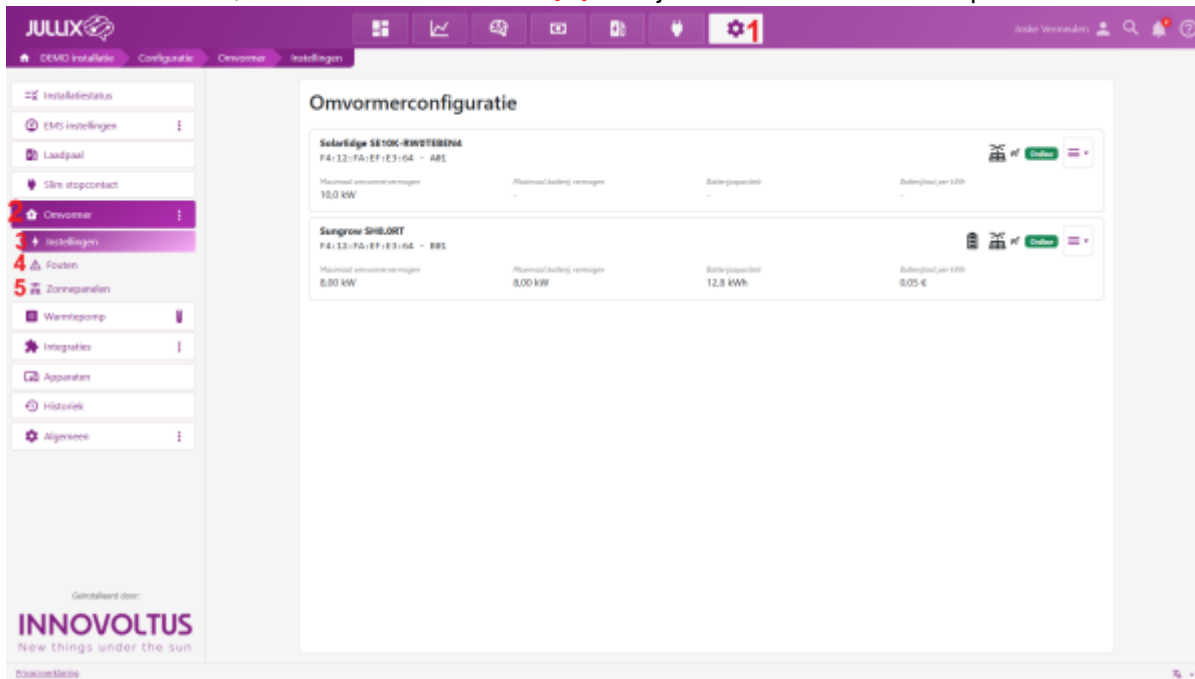 JULLUX
1
Joske Vermeulen
DEMO installatie
Configuratie
Omvormer
Instellingen
Installatiestatus
EMS instellingen
Laadpaal
Slim stopcontact
2 Omvormer
3 Instellingen
4 Fouten
5 Zonnepanelen
Warmtepomp
Integraties
Apparaten
Historiek
Algemeen
Omvormerconfiguratie
SolarEdge SE10K-RW0TEBEN4
F4:12:FA:EF:E3:64 - A01
Online
Maximaal omvormervermogen
Maximaal batterij vermogen
Batterijcapaciteit
Batterijkost per kWh
10,0 kW
-
-
-
Sungrow SH8.0RT
F4:12:FA:EF:E3:64 - B01
Online
Maximaal omvormervermogen
Maximaal batterij vermogen
Batterijcapaciteit
Batterijkost per kWh
8,00 kW
8,00 kW
12,8 kWh
0,05 €
Geïnstalleerd door:
INNOVOLTUS
New things under the sun
Privacyverklaring